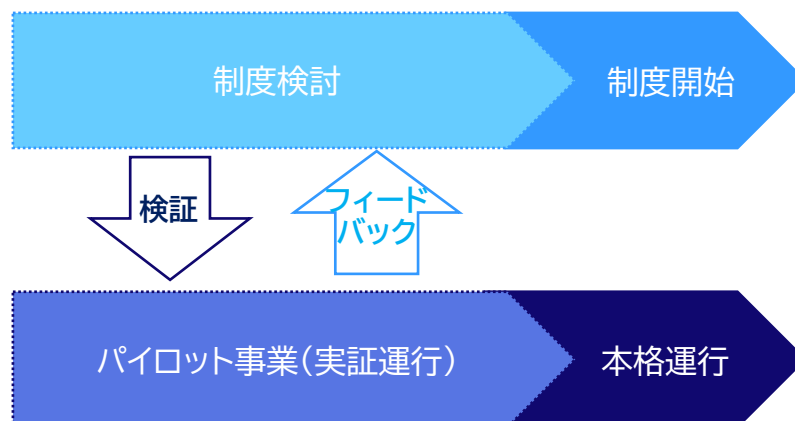 制度検討
制度開始
検証
フィード
バック
パイロット事業(実証運行)
本格運行